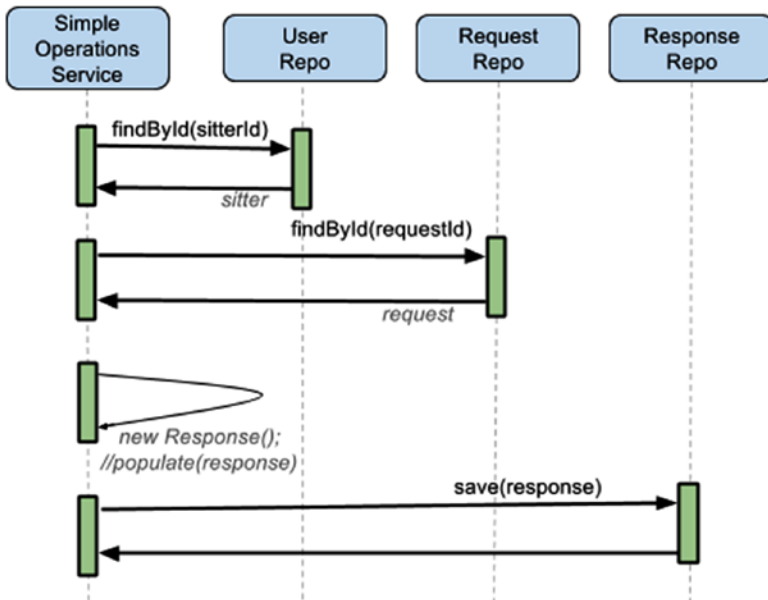 Simple
Operations
Service
User
Repo
Request
Repo
Response
Repo
findById(sitterId)
sitter
findById(requestId)
request
new Response();
//populate(response)
save(response)